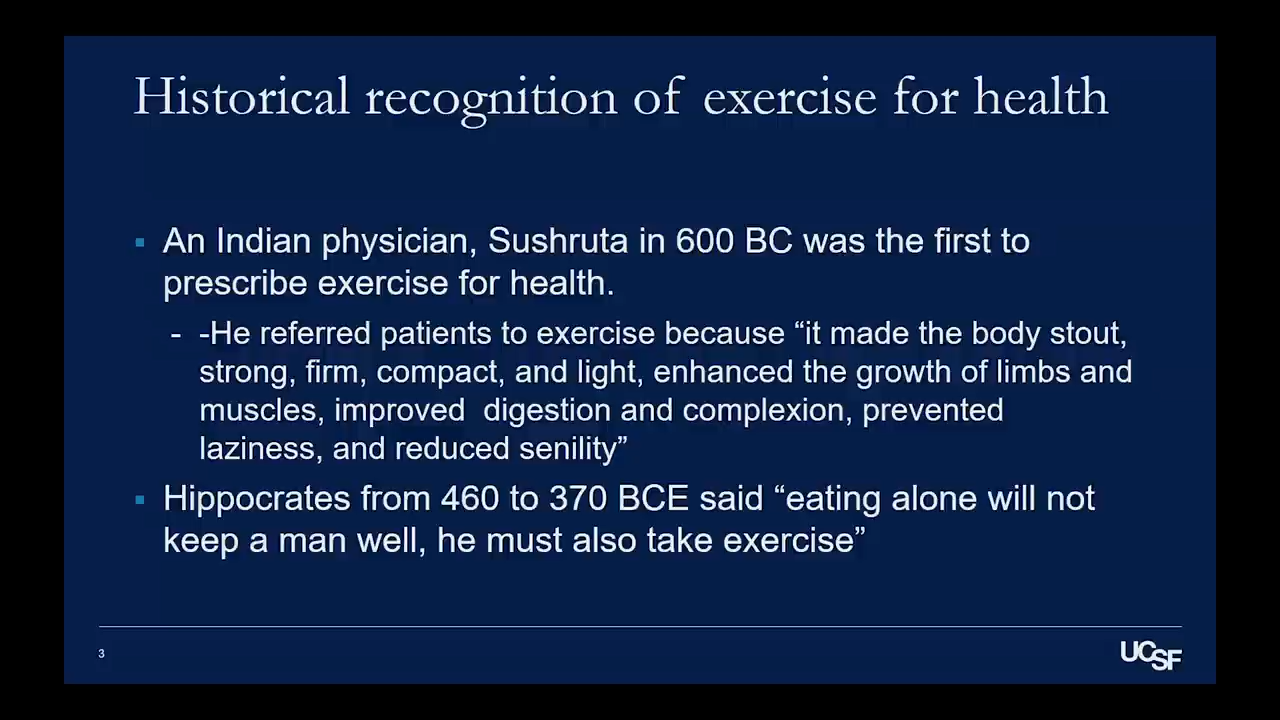 Historical recognition of exercise for health
▪ An Indian physician, Sushruta in 600 BC was the first to
prescribe exercise for health.
- -He referred patients to exercise because “it made the body stout,
strong, firm, compact, and light, enhanced the growth of limbs and
muscles, improved  digestion and complexion, prevented
laziness, and reduced senility”
▪ Hippocrates from 460 to 370 BCE said “eating alone will not
keep a man well, he must also take exercise”
3
UCSF